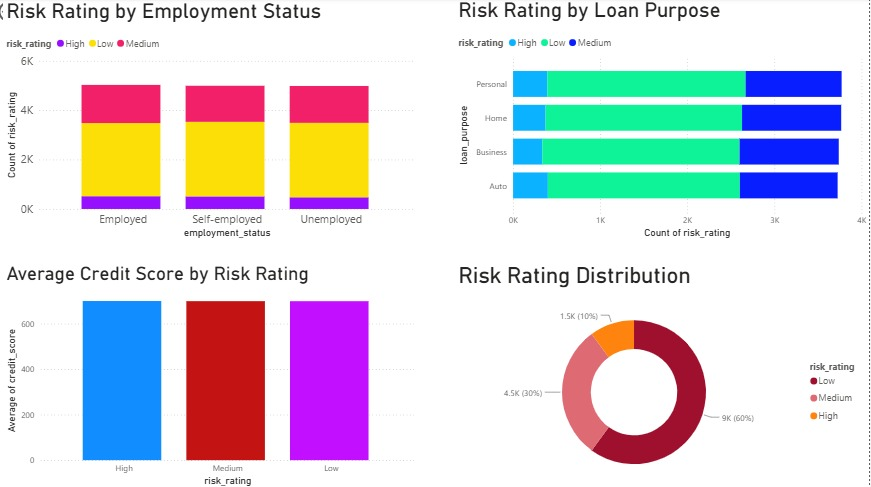 Risk Rating by Employment Status
risk_rating High Low Medium
6K
4K
2K
0K
Count of risk_rating
Employed Self-employed Unemployed
employment_status
Risk Rating by Loan Purpose
risk_rating High Low Medium
loan_purpose
Personal
Home
Business
Auto
0K 1K 2K 3K 4K
Count of risk_rating
Average Credit Score by Risk Rating
600
400
200
0
Average of credit_score
High Medium Low
risk_rating
Risk Rating Distribution
1.5K (10%)
4.5K (30%)
9K (60%)
risk_rating
Low
Medium
High